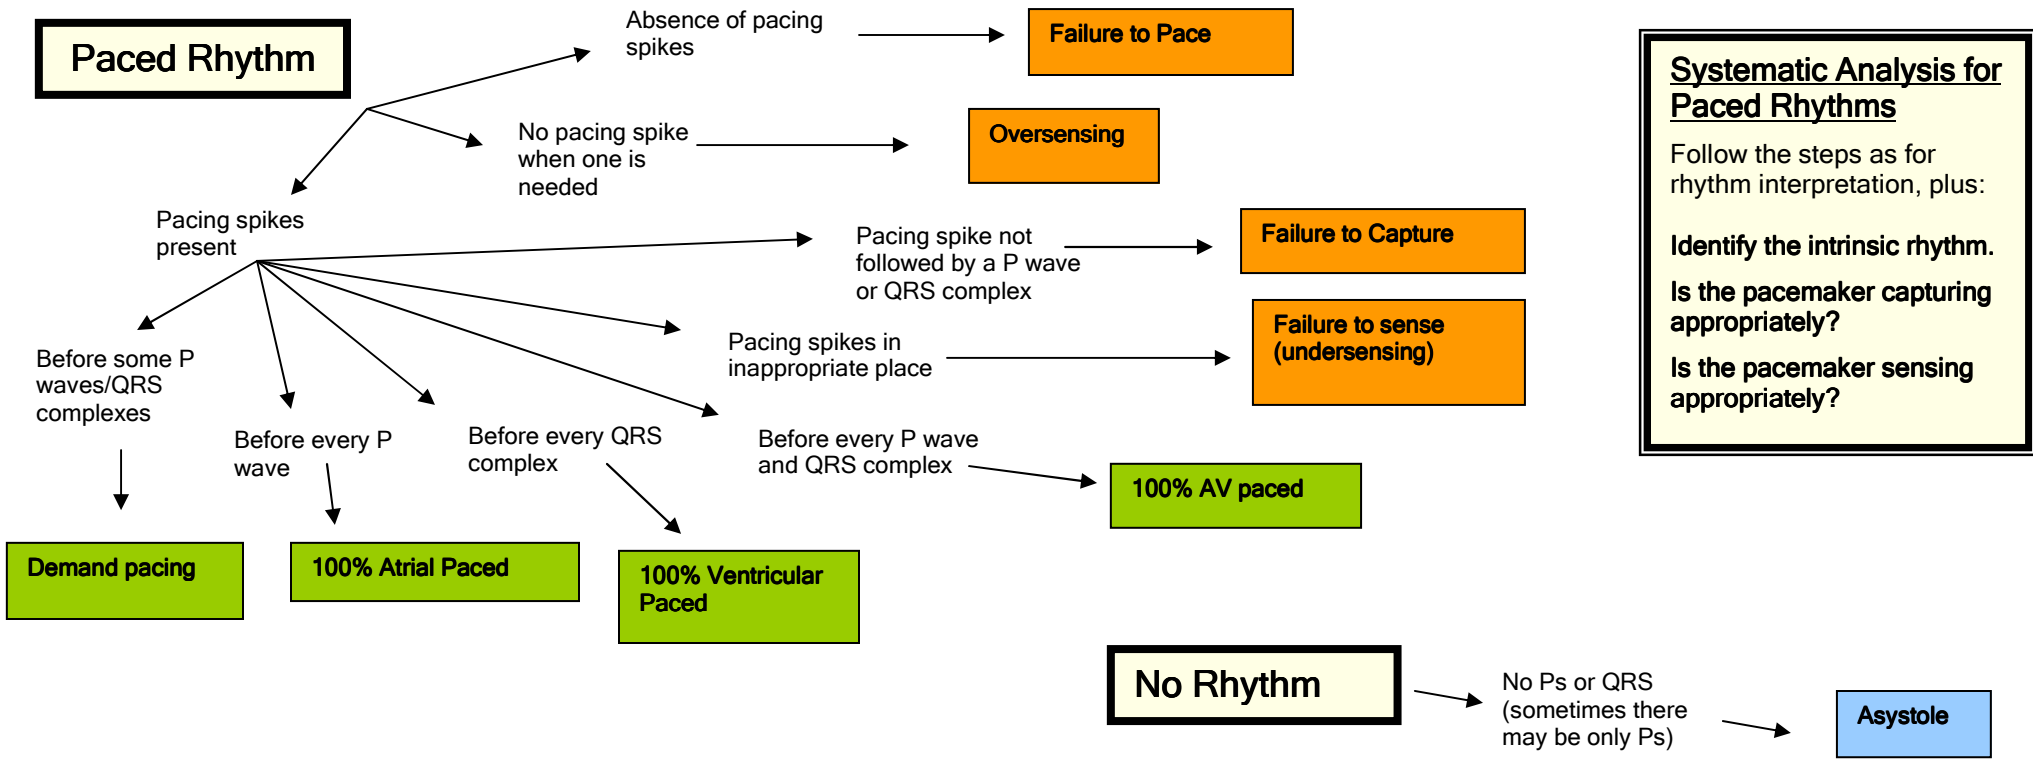 Paced Rhythm
Absence of pacing
spikes
Failure to Pace
No pacing spike
when one is
needed
Oversensing
Pacing spikes
present
Pacing spike not
followed by a P wave
or QRS complex
Failure to Capture
Pacing spikes in
inappropriate place
Failure to sense
(undersensing)
Before some P
waves/QRS
complexes
Before every P
wave
Before every QRS
complex
Before every P wave
and QRS complex
100% AV paced
Demand pacing
100% Atrial Paced
100% Ventricular
Paced
Systematic Analysis for
Paced Rhythms
Follow the steps as for
rhythm interpretation, plus:
Identify the intrinsic rhythm.
Is the pacemaker capturing
appropriately?
Is the pacemaker sensing
appropriately?
No Rhythm
No Ps or QRS
(sometimes there
may be only Ps)
Asystole